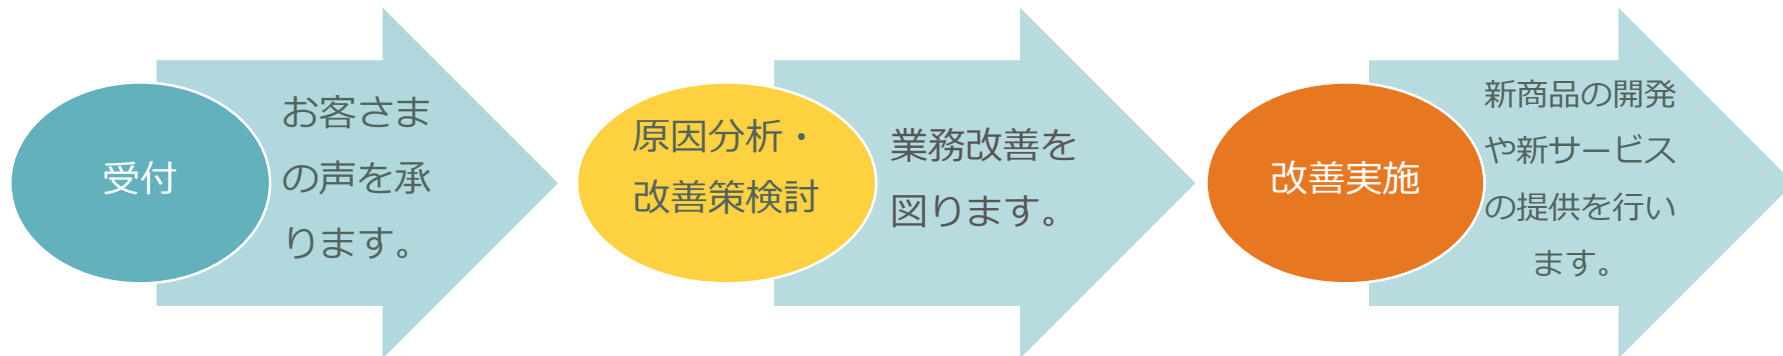 受付
お客さま
の声を承
ります。
原因分析・
改善策検討
業務改善を
図ります。
改善実施
新商品の開発
や新サービス
の提供を行い
ます。